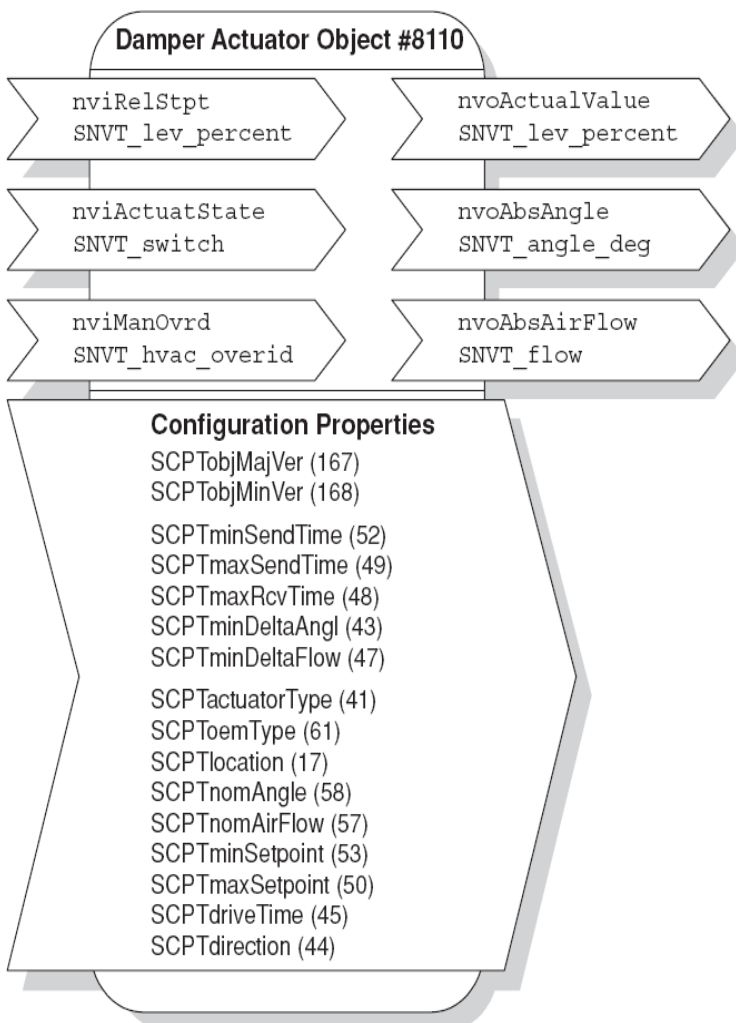 Damper Actuator Object #8110
nviRelStpt
SNVT_lev_percent
nvoActualValue
SNVT_lev_percent
nviActuatState
SNVT_switch
nvoAbsAngle
SNVT_angle_deg
nviManOvrd
SNVT_hvac_overid
nvoAbsAirFlow
SNVT_flow
Configuration Properties
SCPTobjMajVer (167)
SCPTobjMinVer (168)
SCPTminSendTime (52)
SCPTmaxSendTime (49)
SCPTmaxRcvTime (48)
SCPTminDeltaAngl (43)
SCPTminDeltaFlow (47)
SCPTactuatorType (41)
SCPToemType (61)
SCPTlocation (17)
SCPTnomAngle (58)
SCPTnomAirFlow (57)
SCPTminSetpoint (53)
SCPTmaxSetpoint (50)
SCPTdriveTime (45)
SCPTdirection (44)